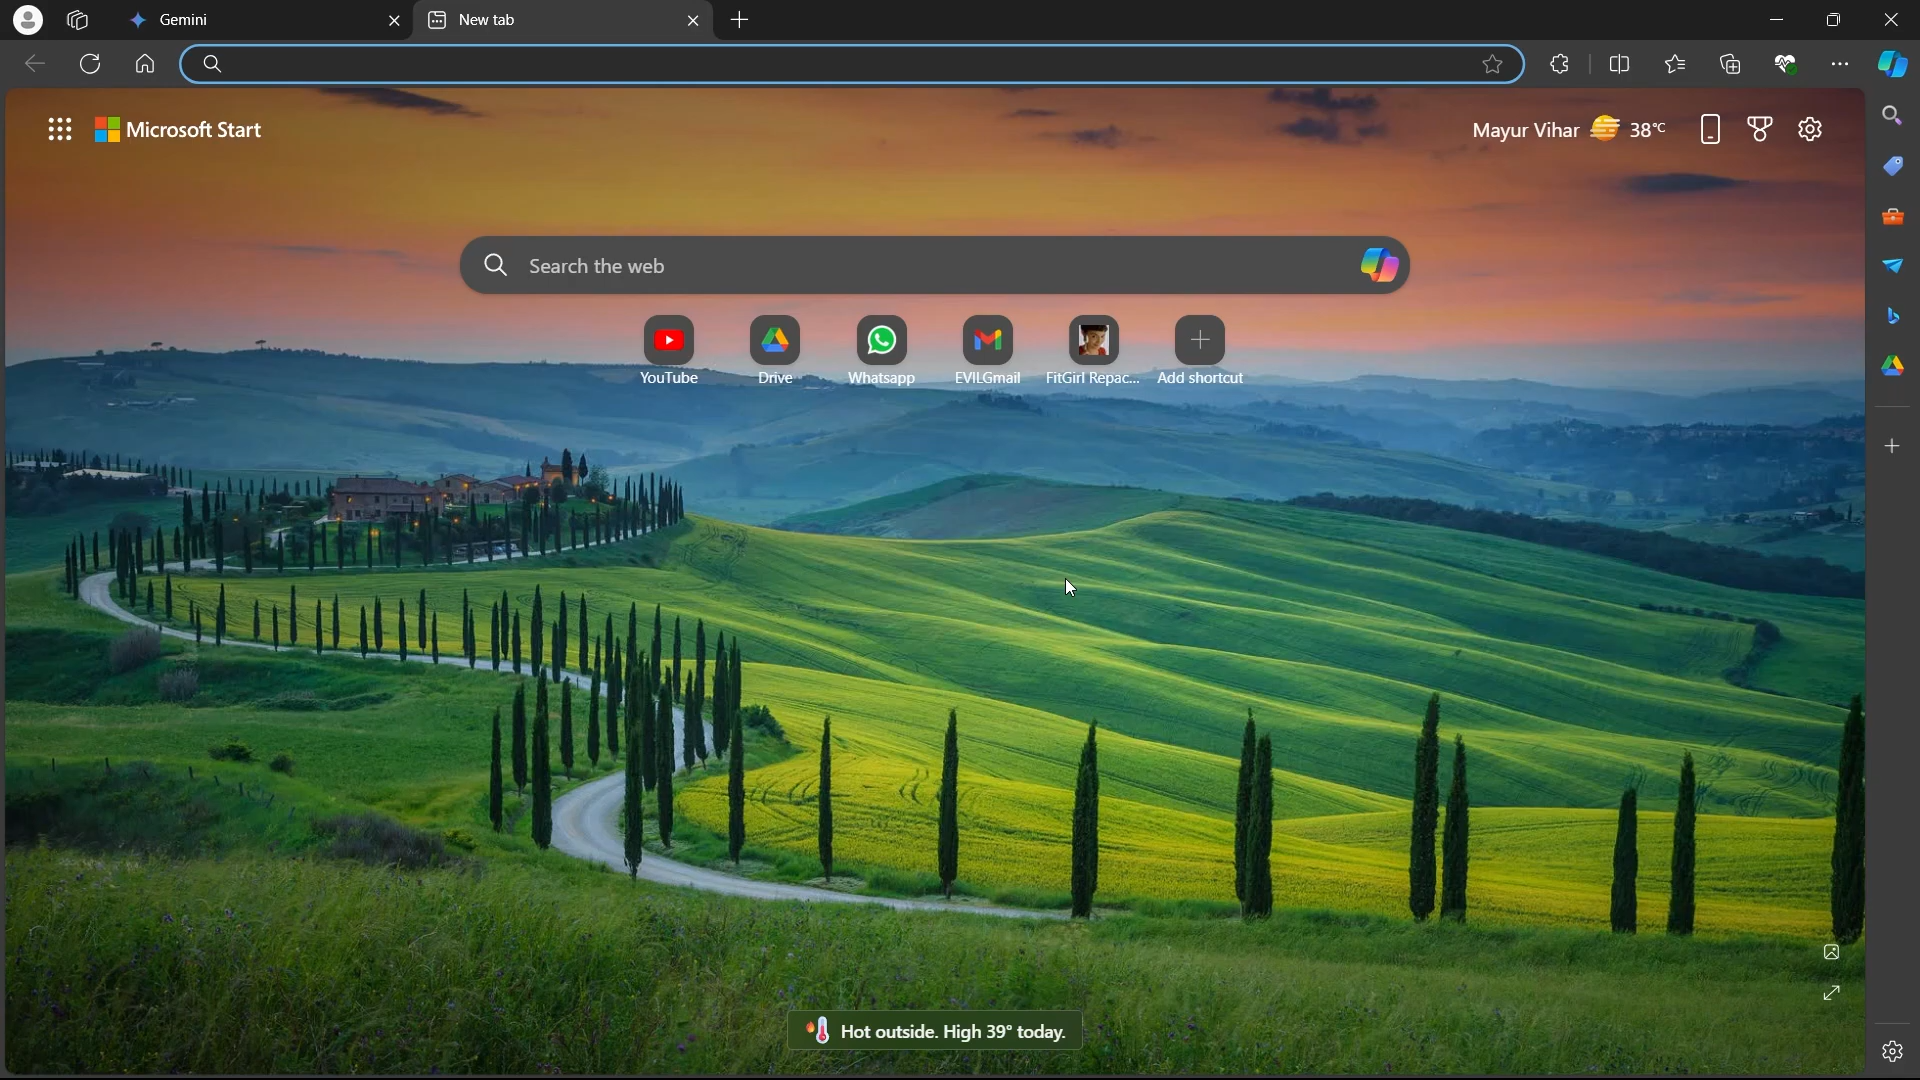 Gemini
New tab
Microsoft Start
Mayur Vihar 38°C
Search the web
YouTube
Drive
Whatsapp
EVILGmail
FitGirl Repac...
Add shortcut
Hot outside. High 39° today.